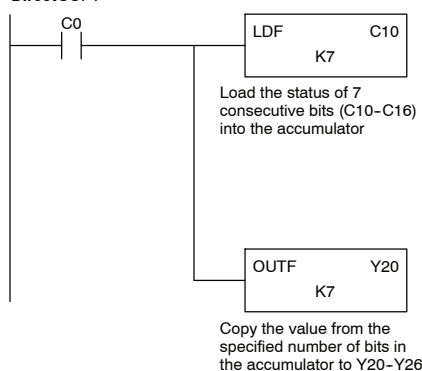 C0
LDF C10
K7
Load the status of 7
consecutive bits (C10-C16)
into the accumulator
OUTF Y20
K7
Copy the value from the
specified number of bits in
the accumulator to Y20-Y26